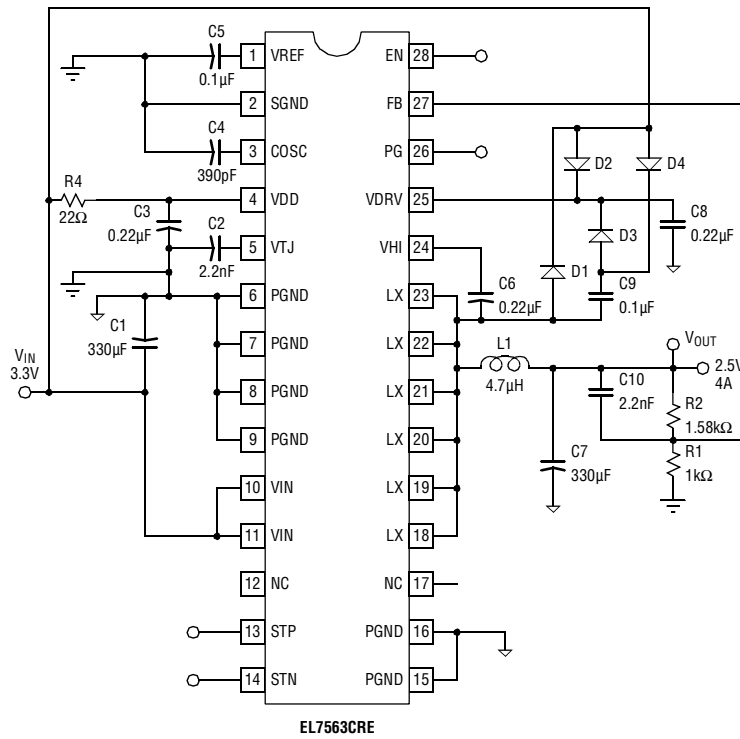 C5
0.1µF
1 VREF
EN 28
2 SGND
FB 27
C4
390pF
3 COSC
PG 26
D2
D4
R4
22Ω
4 VDD
VDRV 25
C3
0.22µF
C2
2.2nF
5 VTJ
VHI 24
D3
C8
0.22µF
D1
C6
0.22µF
C9
0.1µF
6 PGND
LX 23
C1
330µF
7 PGND
LX 22
VIN
3.3V
L1
4.7µH
VOUT
2.5V
4A
8 PGND
LX 21
C10
2.2nF
R2
1.58kΩ
9 PGND
LX 20
C7
330µF
R1
1kΩ
10 VIN
LX 19
11 VIN
LX 18
12 NC
NC 17
13 STP
PGND 16
14 STN
PGND 15
EL7563CRE